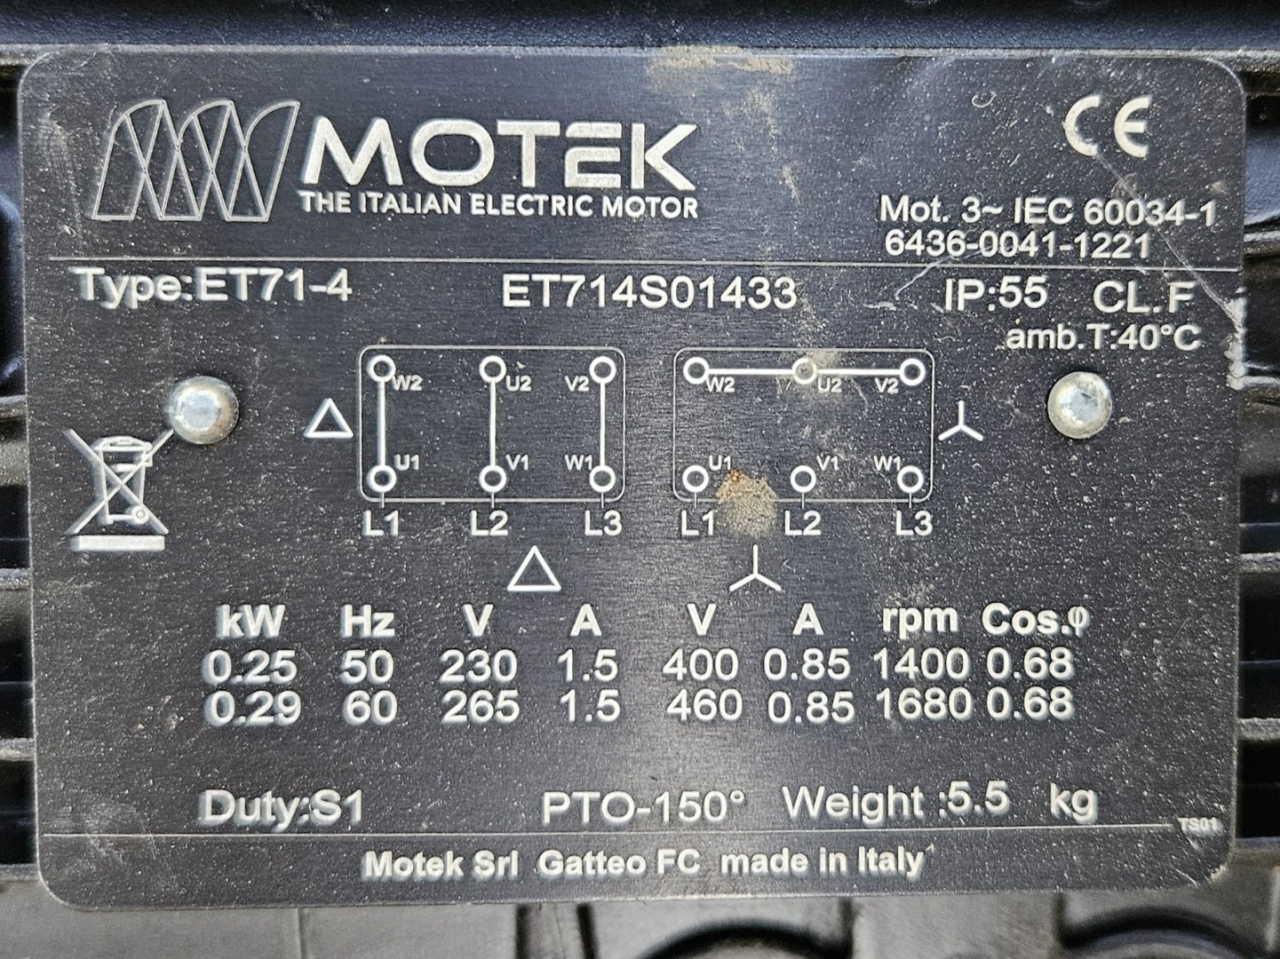 MOTEK
THE ITALIAN ELECTRIC MOTOR
CE
Mot. 3~ IEC 60034-1
6436-0041-1221
Type:ET71-4 ET714S01433 IP:55 CL.F
amb.T:40°C
W2 U2 V2 W2 U2 V2
U1 V1 W1 U1 V1 W1
L1 L2 L3 L1 L2 L3
kW Hz V A V A rpm Cos.φ
0.25 50 230 1.5 400 0.85 1400 0.68
0.29 60 265 1.5 460 0.85 1680 0.68
Duty:S1 PTO-150° Weight :5.5 kg
TS01
Motek Srl Gatteo FC made in Italy